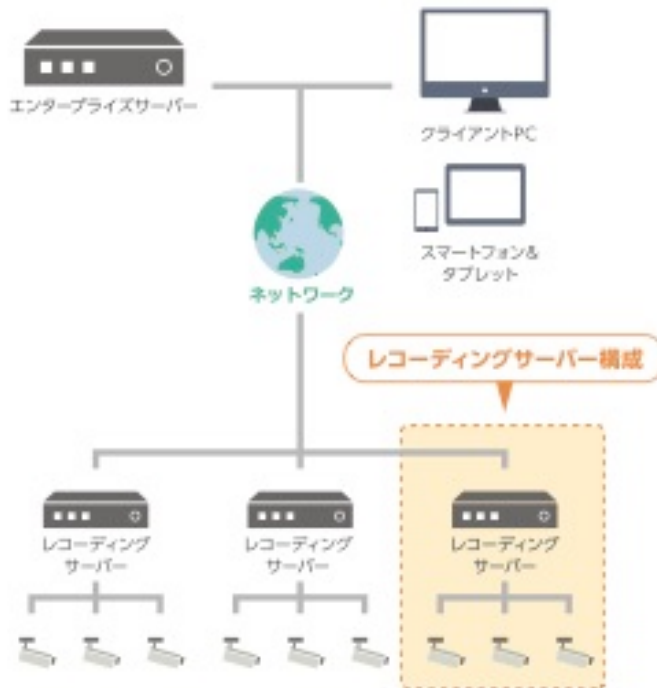 エンタープライズサーバー
クライアントPC
スマートフォン&
タブレット
ネットワーク
レコーディングサーバー構成
レコーディング
サーバー
レコーディング
サーバー
レコーディング
サーバー